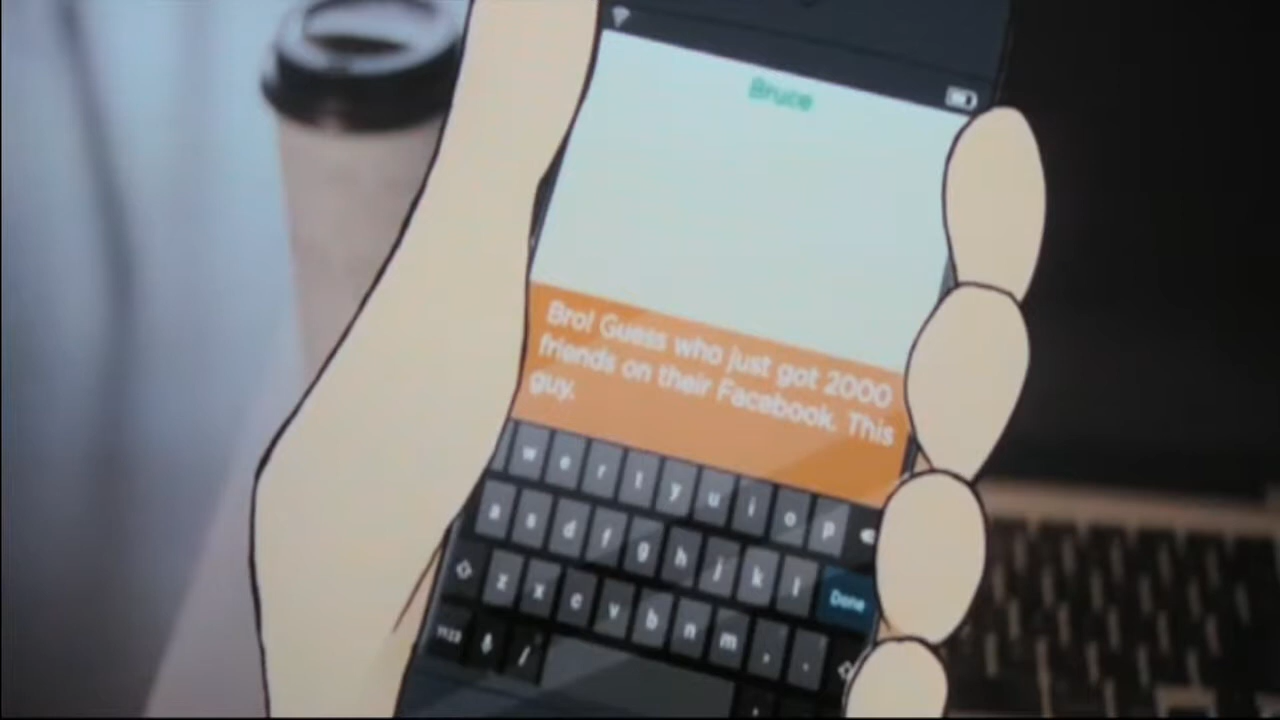 Bruce
Bro! Guess who just got 2000
friends on their Facebook. This
guy.
w e r t y u i o p
a s d f g h j k l
z x c v b n m , . 
Done